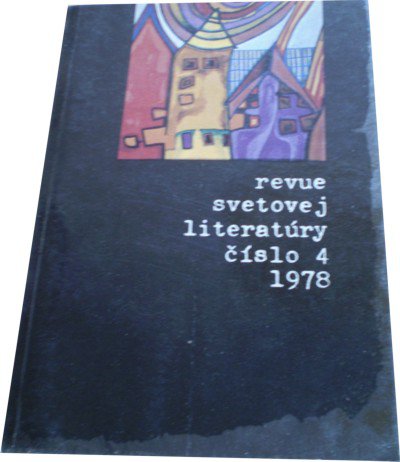 revue
svetovej
literatúry
číslo 4
1978